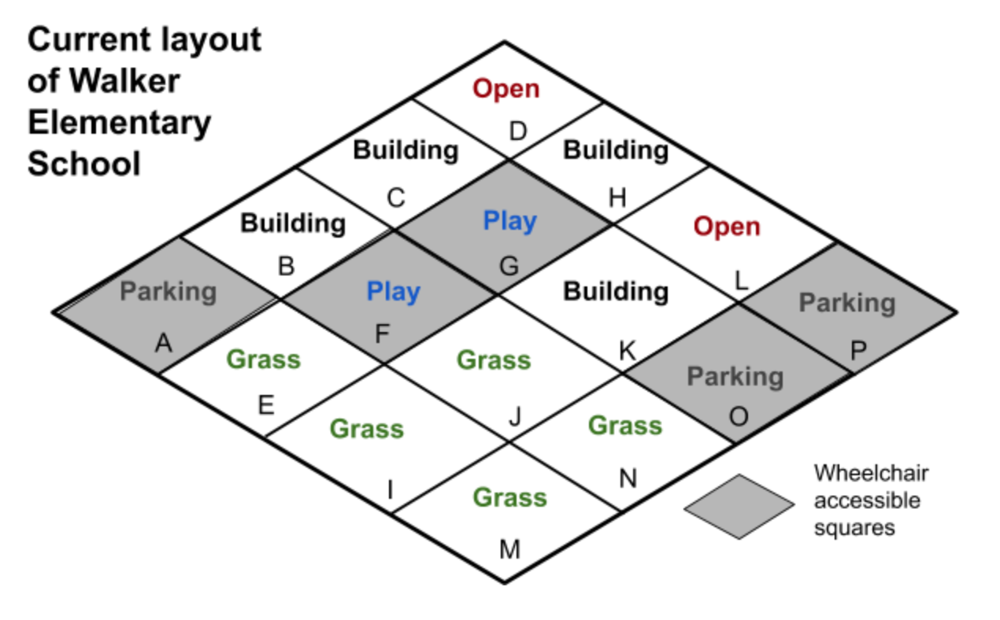 Current layout
of Walker
Elementary
School
Open
D
Building
C
Building
H
Building
B
Play
G
Open
L
Parking
A
Play
F
Building
K
Parking
P
Grass
E
Grass
J
Parking
O
Grass
I
Grass
N
Grass
M
Wheelchair
accessible
squares